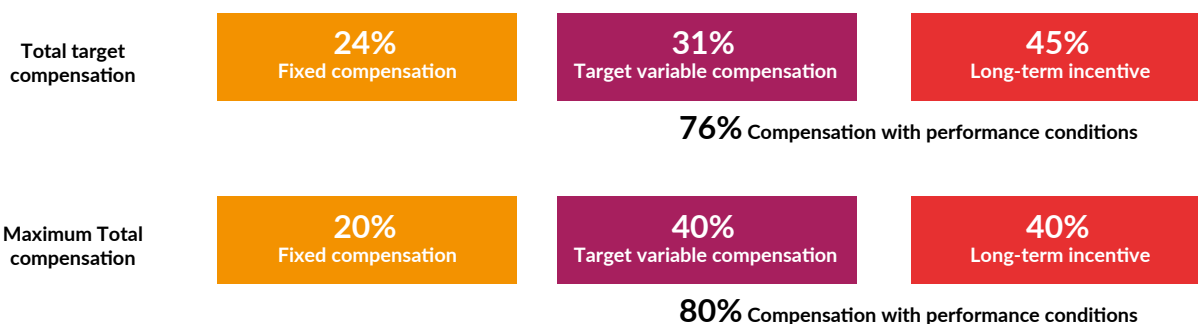 Total target
compensation
24%
Fixed compensation
31%
Target variable compensation
45%
Long-term incentive
76% Compensation with performance conditions
Maximum Total
compensation
20%
Fixed compensation
40%
Target variable compensation
40%
Long-term incentive
80% Compensation with performance conditions